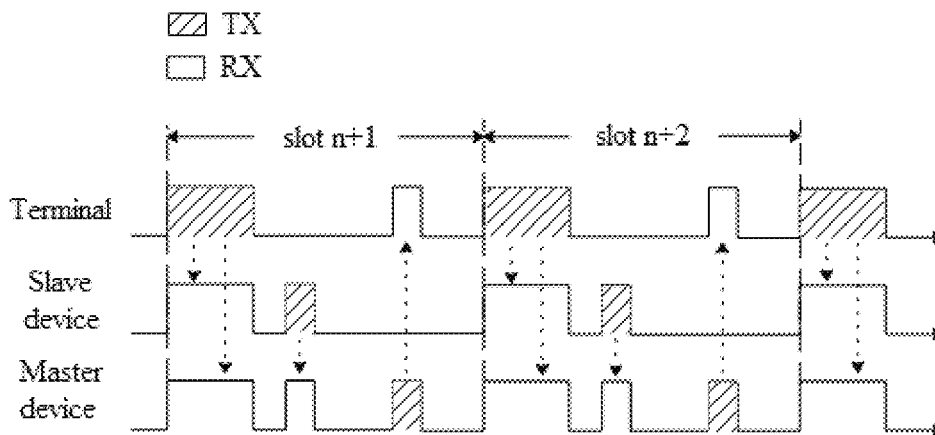 TX
RX
slot n+1
slot n+2
Terminal
Slave
device
Master
device